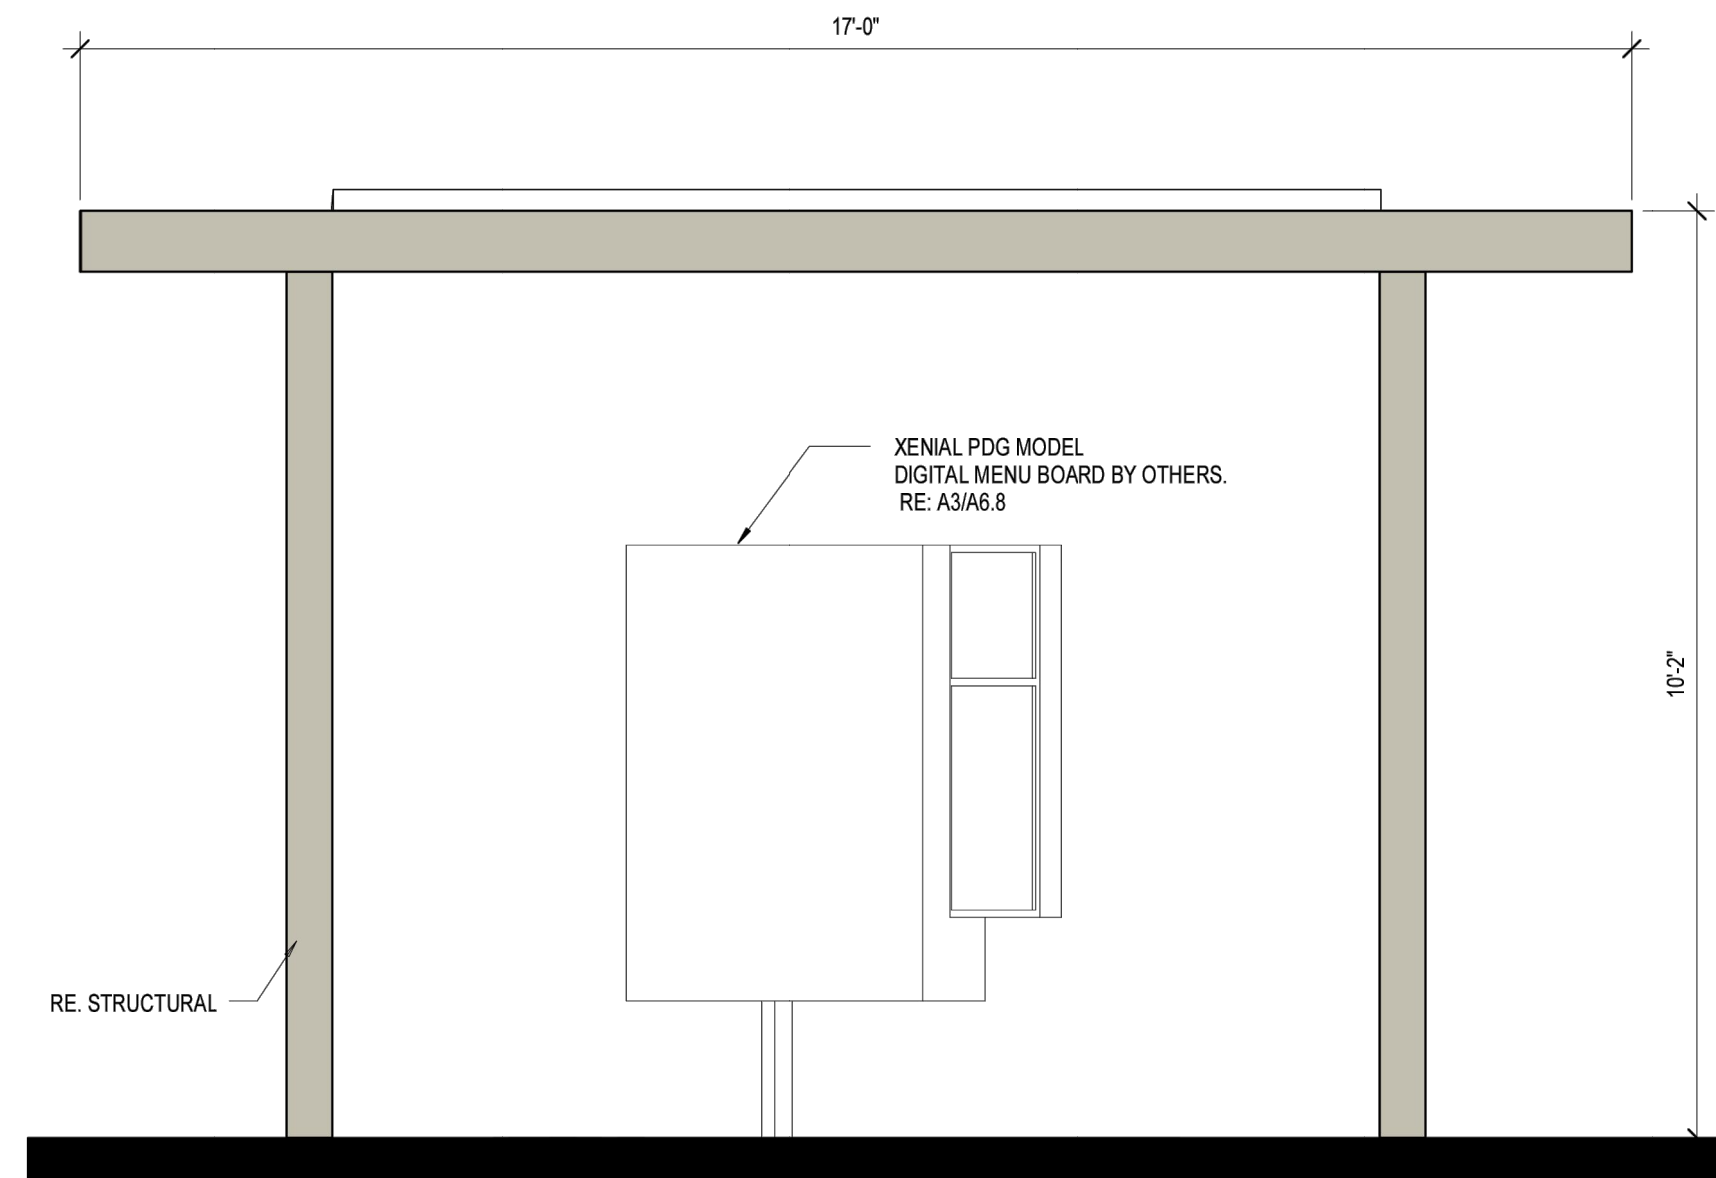 17'-0"
XENIAL PDG MODEL
DIGITAL MENU BOARD BY OTHERS.
RE: A3/A6.8
10'-2"
RE. STRUCTURAL